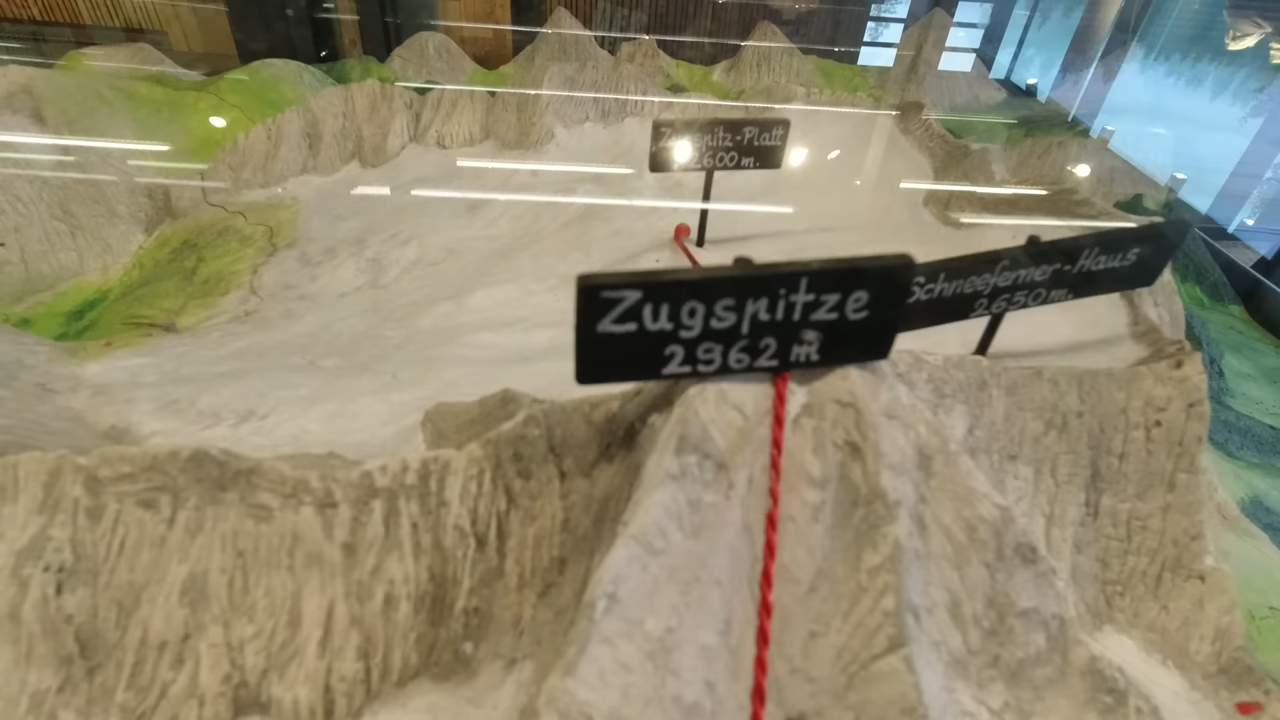 Zugspitz-Platt
2600 m.
Zugspitze
2962 m
Schneeferner-Haus
2650 m.